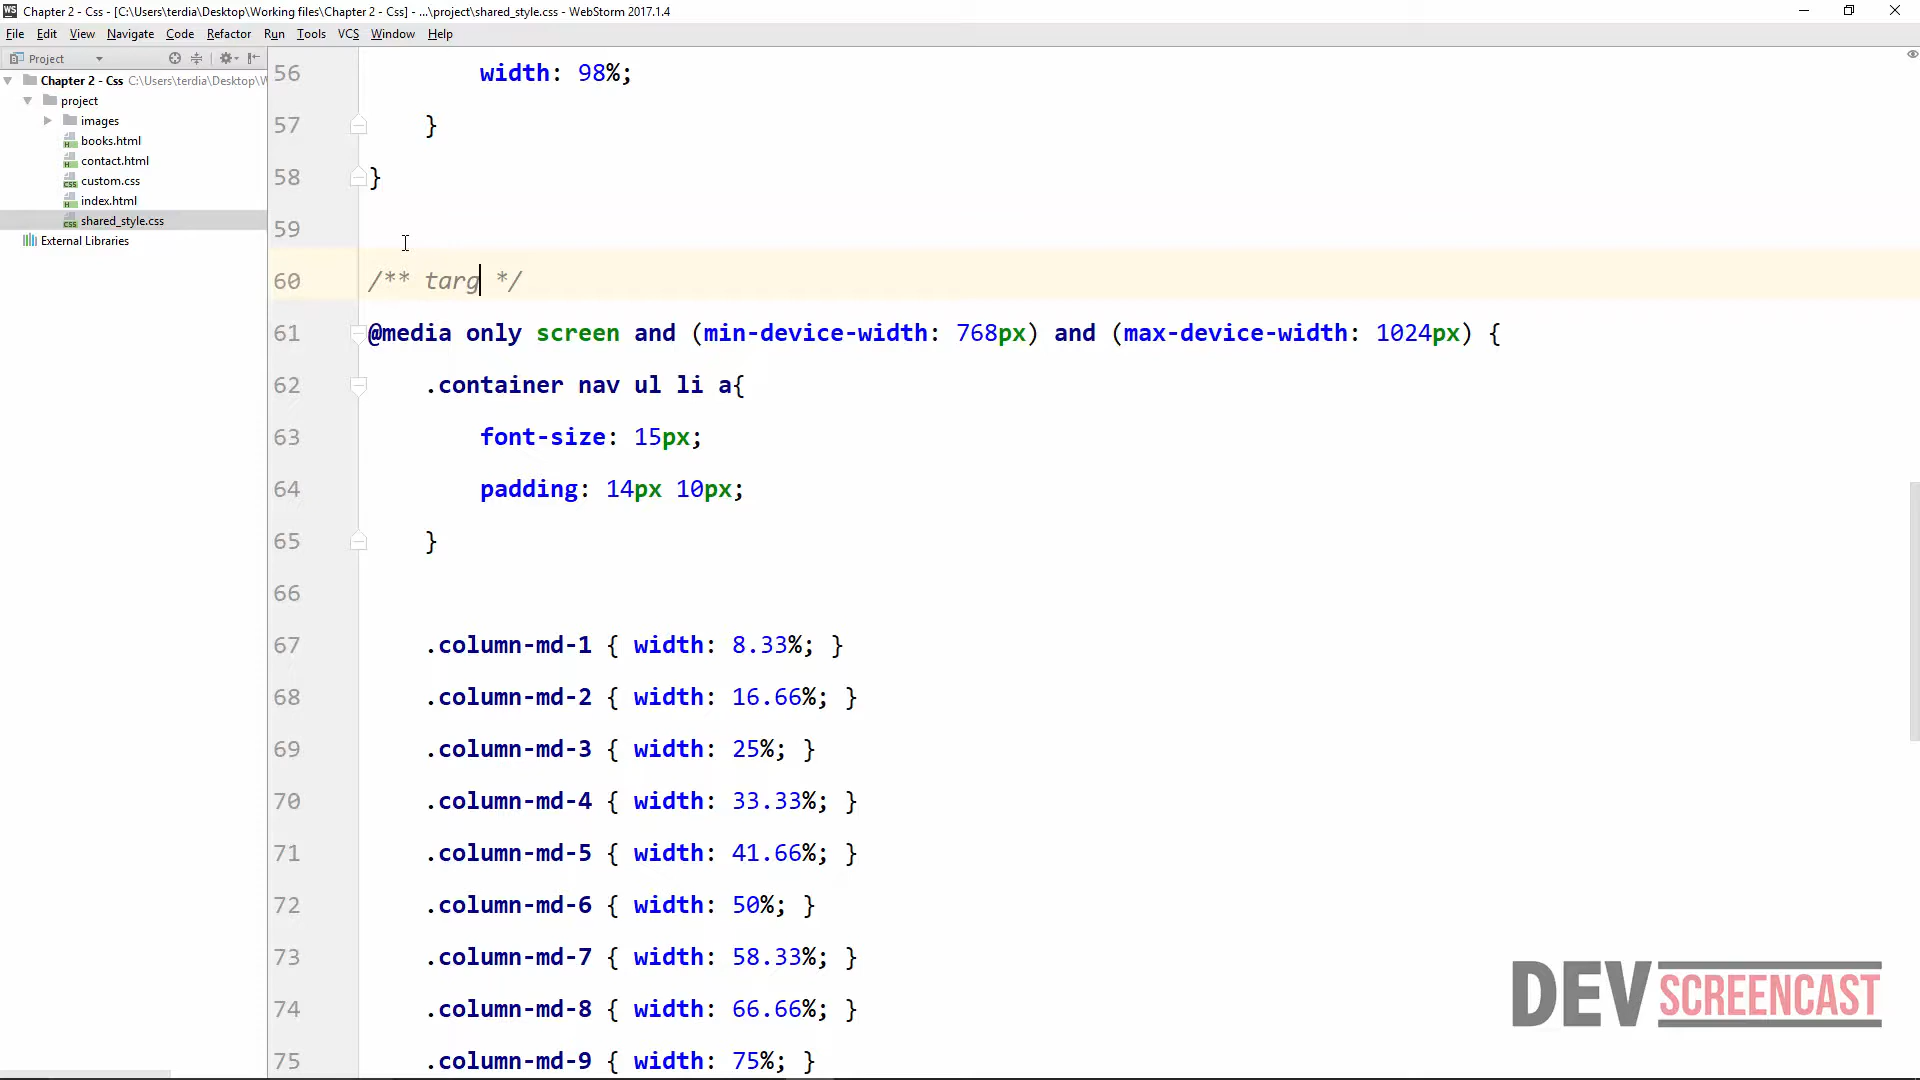 Chapter 2 - Css - [C:\Users\terdia\Desktop\Working files\Chapter 2 - Css] - ...\project\shared_style.css - WebStorm 2017.1.4
File Edit View Navigate Code Refactor Run Tools VCS Window Help
Project
Chapter 2 - Css C:\Users\terdia\Desktop\W
project
images
books.html
contact.html
custom.css
index.html
shared_style.css
External Libraries
56 width: 98%;
57 }
58 }
59
60 /** targ */
61 @media only screen and (min-device-width: 768px) and (max-device-width: 1024px) {
62 .container nav ul li a{
63 font-size: 15px;
64 padding: 14px 10px;
65 }
66
67 .column-md-1 { width: 8.33%; }
68 .column-md-2 { width: 16.66%; }
69 .column-md-3 { width: 25%; }
70 .column-md-4 { width: 33.33%; }
71 .column-md-5 { width: 41.66%; }
72 .column-md-6 { width: 50%; }
73 .column-md-7 { width: 58.33%; }
74 .column-md-8 { width: 66.66%; }
75 .column-md-9 { width: 75%; }
DEV SCREENCAST